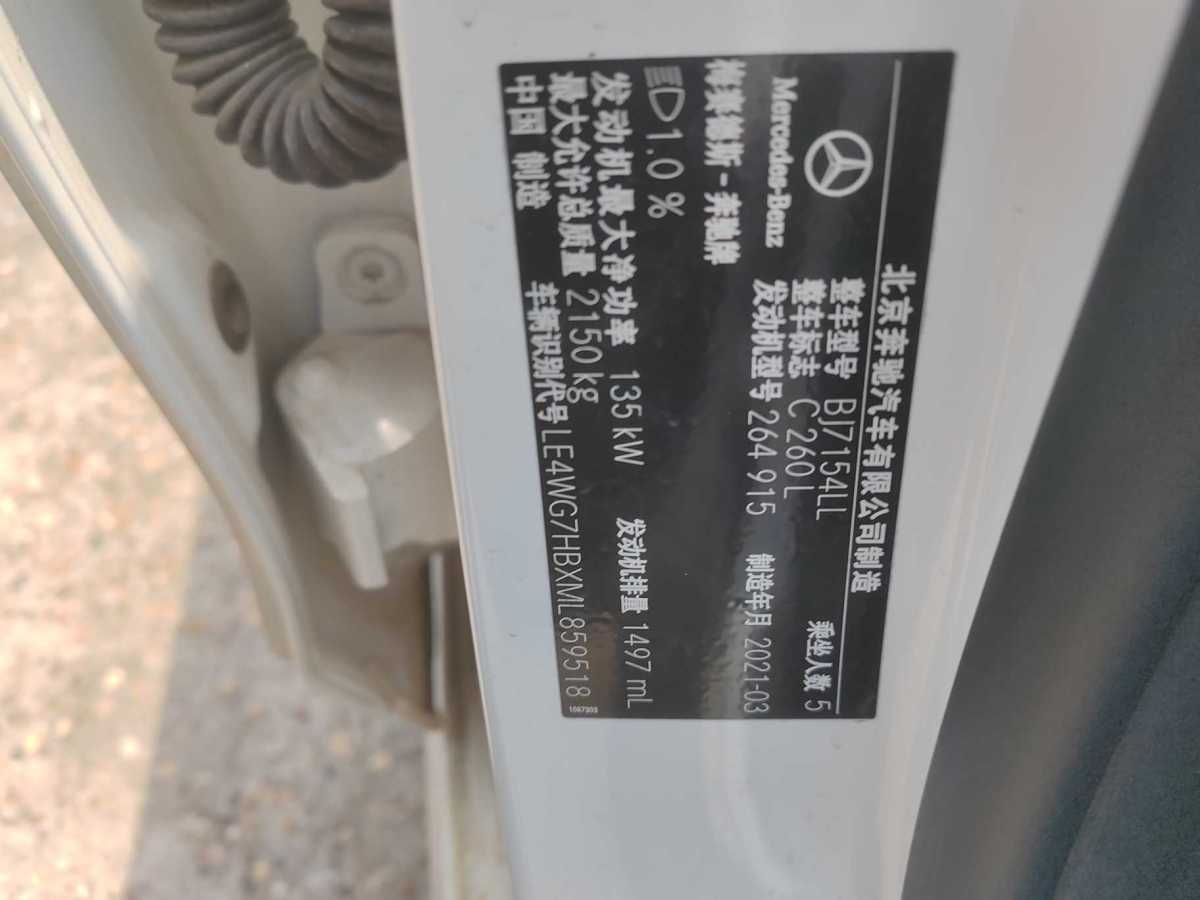 北京奔驰汽车有限公司制造
Mercedes-Benz
梅赛德斯-奔驰牌
整车型号 BJ7154LL
乘坐人数 5
整车标志 C 260 L
发动机型号 264 915
制造年月 2021-03
1.0 %
发动机最大净功率 135 kW
发动机排量 1497 mL
最大允许总质量 2150 kg
中国 制造
车辆识别代号 LE4WG7HBXML859518
1087303